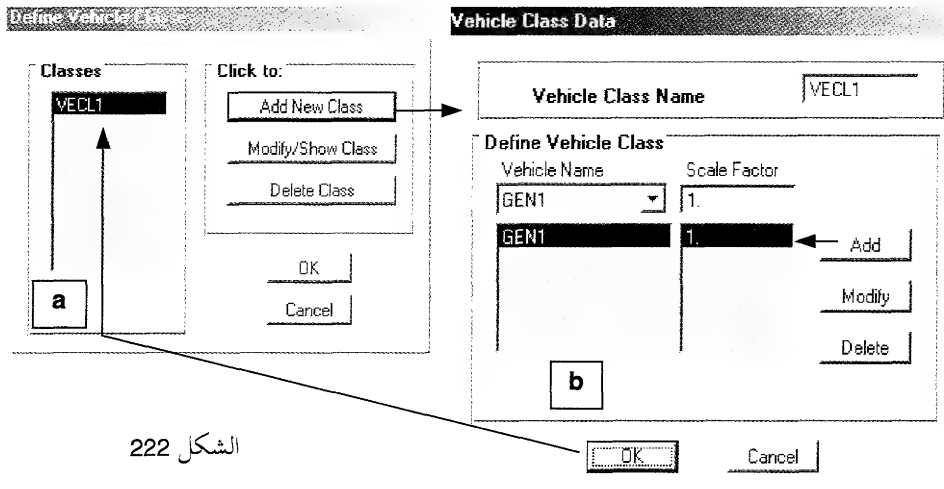 Define Vehicle Classes
Classes
VECL1
a
Click to:
Add New Class
Modify/Show Class
Delete Class
OK
Cancel
Vehicle Class Data
Vehicle Class Name
VECL1
Define Vehicle Class
Vehicle Name
Scale Factor
GEN1
1.
GEN1
1.
Add
Modify
Delete
b
OK
Cancel
الشكل 222